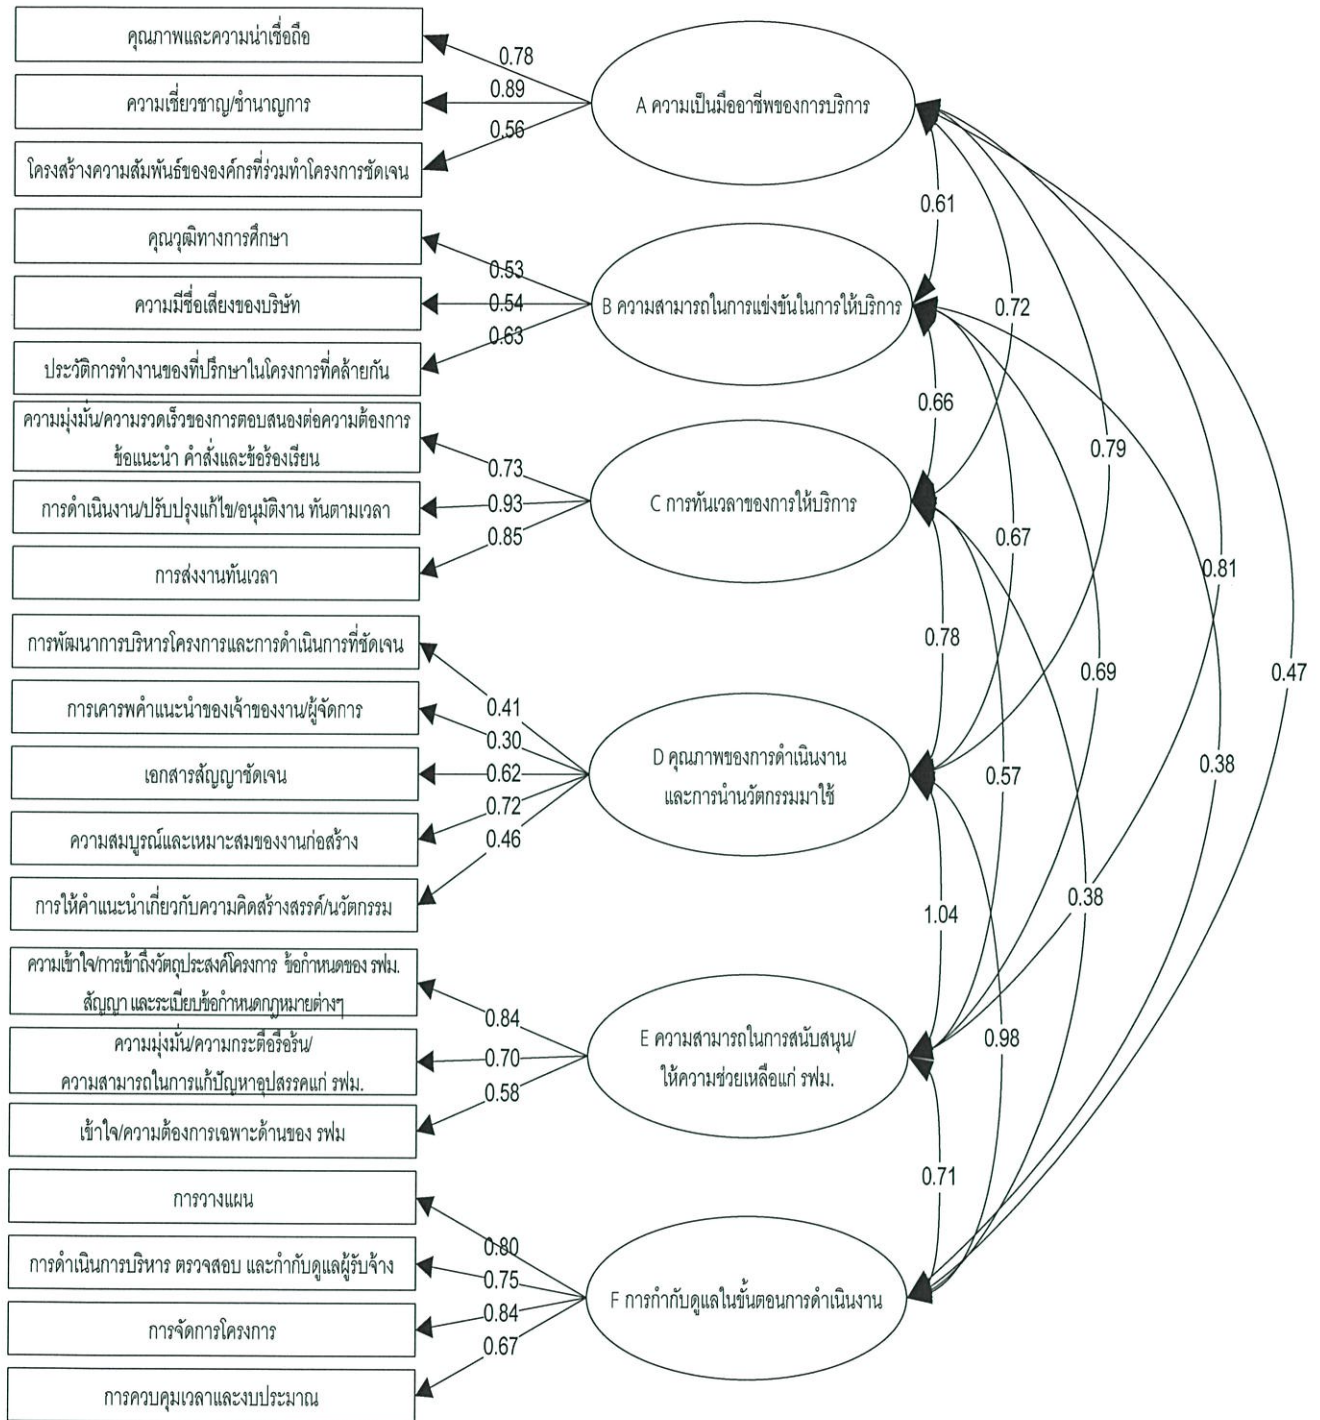 คุณภาพและความน่าเชื่อถือ
0.78
ความเชี่ยวชาญ/ชำนาญการ
0.89
A ความเป็นมืออาชีพของการบริการ
0.56
โครงสร้างความสัมพันธ์ขององค์กรที่ร่วมทำโครงการชัดเจน
0.61
คุณวุฒิทางการศึกษา
0.53
ความมีชื่อเสียงของบริษัท
0.54
B ความสามารถในการแข่งขันในการให้บริการ
0.72
0.63
ประวัติการทำงานของที่ปรึกษาในโครงการที่คล้ายกัน
0.66
ความมุ่งมั่น/ความรวดเร็วของการตอบสนองต่อความต้องการ
ข้อแนะนำ คำสั่งและข้อร้องเรียน
0.79
0.73
การดำเนินงาน/ปรับปรุงแก้ไข/อนุมัติงาน ทันตามเวลา
0.93
C การทันเวลาของการให้บริการ
0.85
0.67
การส่งงานทันเวลา
0.81
การพัฒนาการบริหารโครงการและการดำเนินการที่ชัดเจน
0.78
0.69
0.47
การเคารพคำแนะนำของเจ้าของงาน/ผู้จัดการ
0.41
0.30
เอกสารสัญญาชัดเจน
0.62
D คุณภาพของการดำเนินงาน
และการนำนวัตกรรมมาใช้
0.57
0.38
0.72
ความสมบูรณ์และเหมาะสมของงานก่อสร้าง
0.46
การให้คำแนะนำเกี่ยวกับความคิดสร้างสรรค์/นวัตกรรม
1.04
0.38
ความเข้าใจ/การเข้าถึงวัตถุประสงค์โครงการ ข้อกำหนดของ รฟม.
สัญญา และระเบียบข้อกำหนดกฎหมายต่างๆ
0.84
ความมุ่งมั่น/ความกระตือรือร้น/
ความสามารถในการแก้ปัญหาอุปสรรคแก่ รฟม.
0.70
E ความสามารถในการสนับสนุน/
ให้ความช่วยเหลือแก่ รฟม.
0.98
0.58
เข้าใจ/ความต้องการเฉพาะด้านของ รฟม
0.71
การวางแผน
0.80
การดำเนินการบริหาร ตรวจสอบ และกำกับดูแลผู้รับจ้าง
0.75
F การกำกับดูแลในขั้นตอนการดำเนินงาน
0.84
การจัดการโครงการ
0.67
การควบคุมเวลาและงบประมาณ